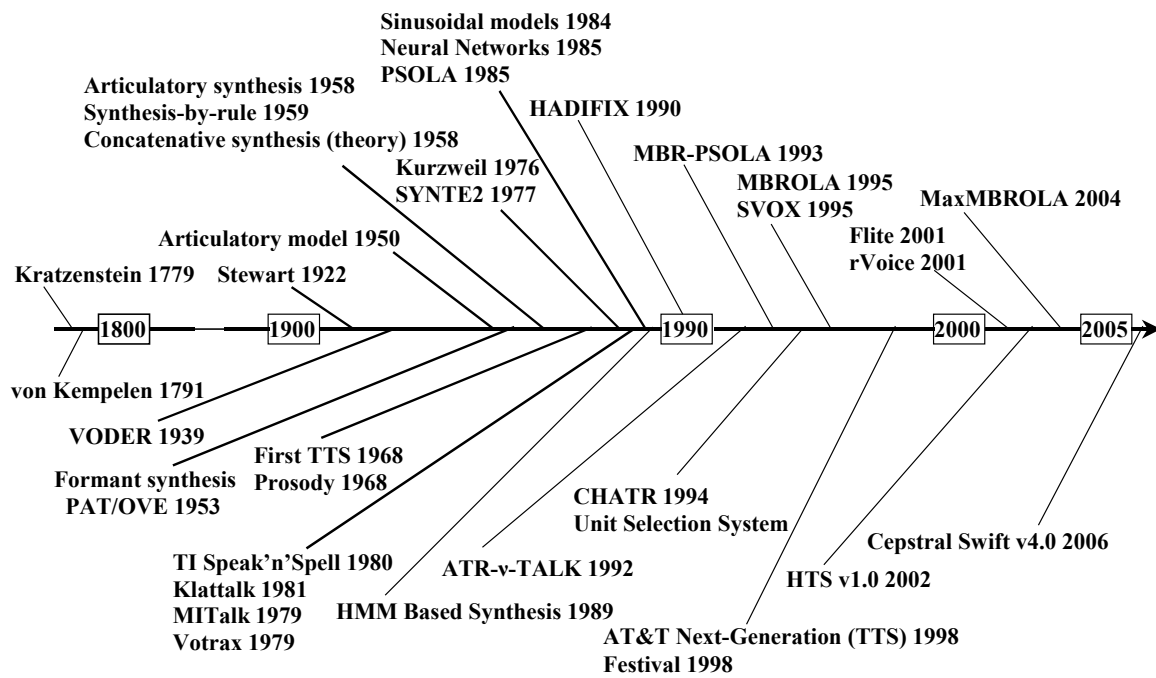 Sinusoidal models 1984
Neural Networks 1985
PSOLA 1985
Articulatory synthesis 1958
Synthesis-by-rule 1959
Concatenative synthesis (theory) 1958
HADIFIX 1990
Kurzweil 1976
SYNTE2 1977
MBR-PSOLA 1993
MBROLA 1995
SVOX 1995
MaxMBROLA 2004
Flite 2001
rVoice 2001
Articulatory model 1950
Kratzenstein 1779
Stewart 1922
1800
1900
1990
2000
2005
von Kempelen 1791
VODER 1939
Formant synthesis
PAT/OVE 1953
First TTS 1968
Prosody 1968
CHATR 1994
Unit Selection System
Cepstral Swift v4.0 2006
TI Speak’n’Spell 1980
Klattalk 1981
MITalk 1979
Votrax 1979
ATR-ν-TALK 1992
HMM Based Synthesis 1989
HTS v1.0 2002
AT&T Next-Generation (TTS) 1998
Festival 1998